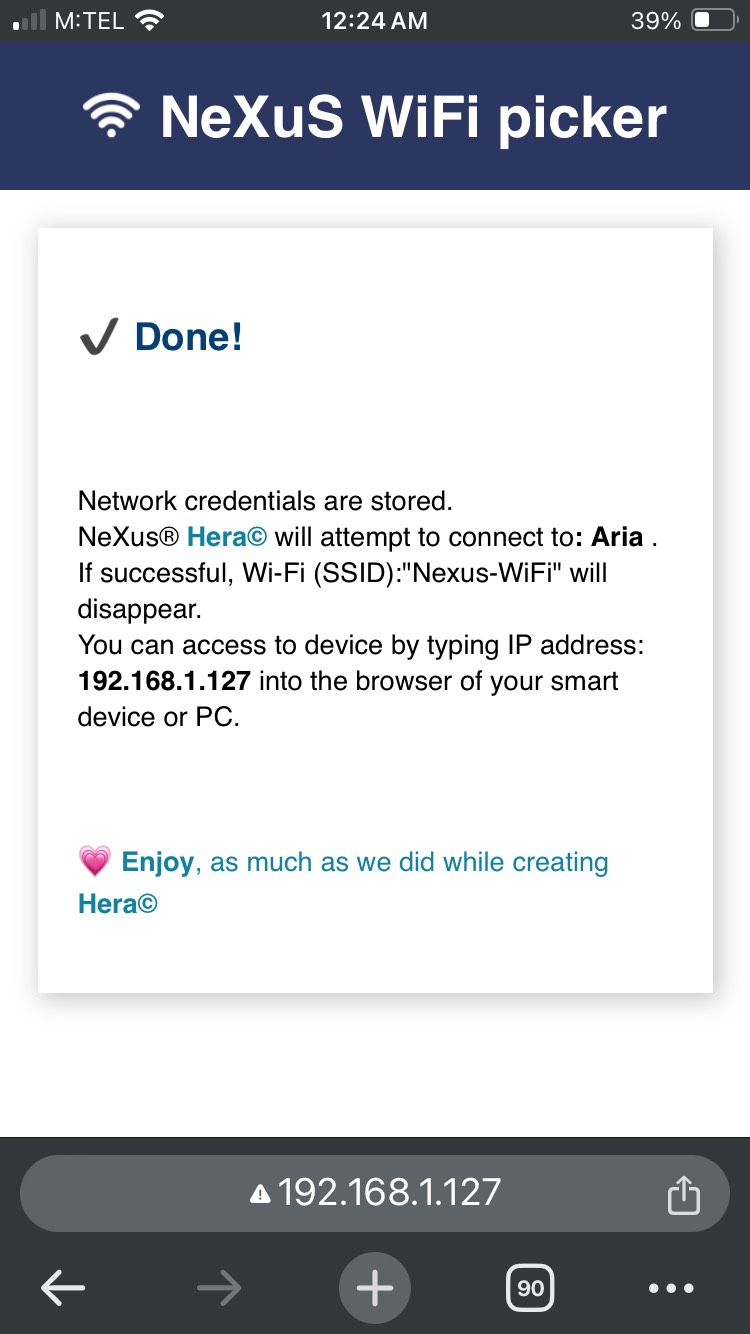 M:TEL 12:24 AM 39%
NeXuS WiFi picker
✔ Done!
Network credentials are stored.
NeXus® Hera© will attempt to connect to: Aria .
If successful, Wi-Fi (SSID):"Nexus-WiFi" will
disappear.
You can access to device by typing IP address:
192.168.1.127 into the browser of your smart
device or PC.
💗 Enjoy, as much as we did while creating
Hera©
192.168.1.127
90